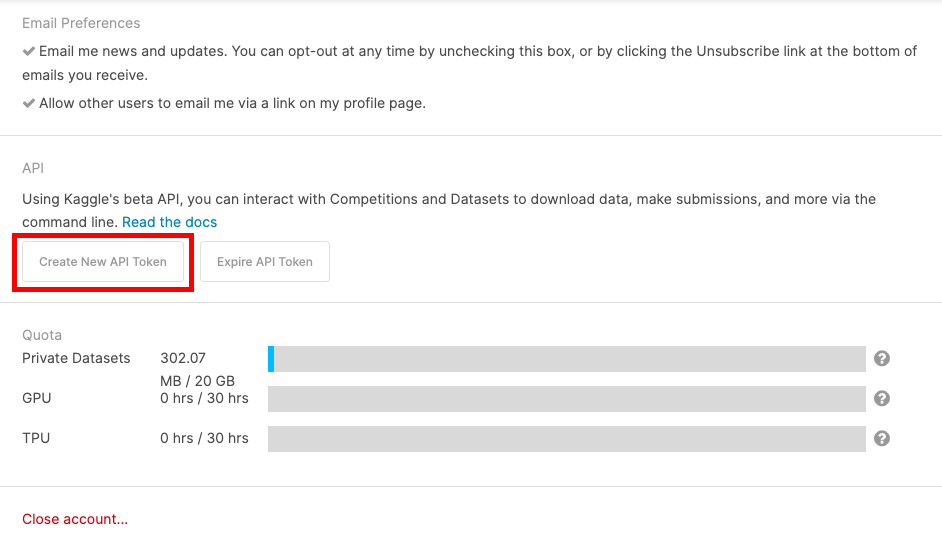 Email Preferences
Email me news and updates. You can opt-out at any time by unchecking this box, or by clicking the Unsubscribe link at the bottom of
emails you receive.
Allow other users to email me via a link on my profile page.
API
Using Kaggle's beta API, you can interact with Competitions and Datasets to download data, make submissions, and more via the
command line. Read the docs
Create New API Token Expire API Token
Quota
Private Datasets 302.07
MB / 20 GB
GPU 0 hrs / 30 hrs
TPU 0 hrs / 30 hrs
Close account...